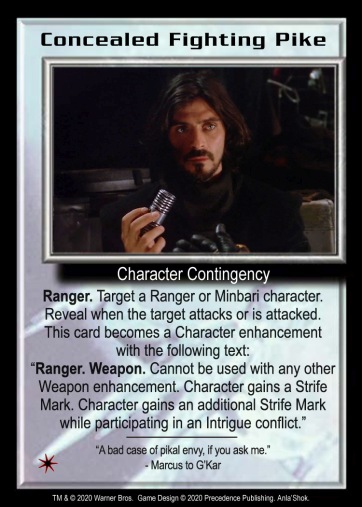 Concealed Fighting Pike
Character Contingency
Ranger. Target a Ranger or Minbari character.
Reveal when the target attacks or is attacked.
This card becomes a Character enhancement
with the following text:
“Ranger. Weapon. Cannot be used with any other
Weapon enhancement. Character gains a Strife
Mark. Character gains an additional Strife Mark
while participating in an Intrigue conflict.”
“A bad case of pikal envy, if you ask me.”
- Marcus to G’Kar
TM & © 2020 Warner Bros.  Game Design © 2020 Precedence Publishing. Anla’Shok.